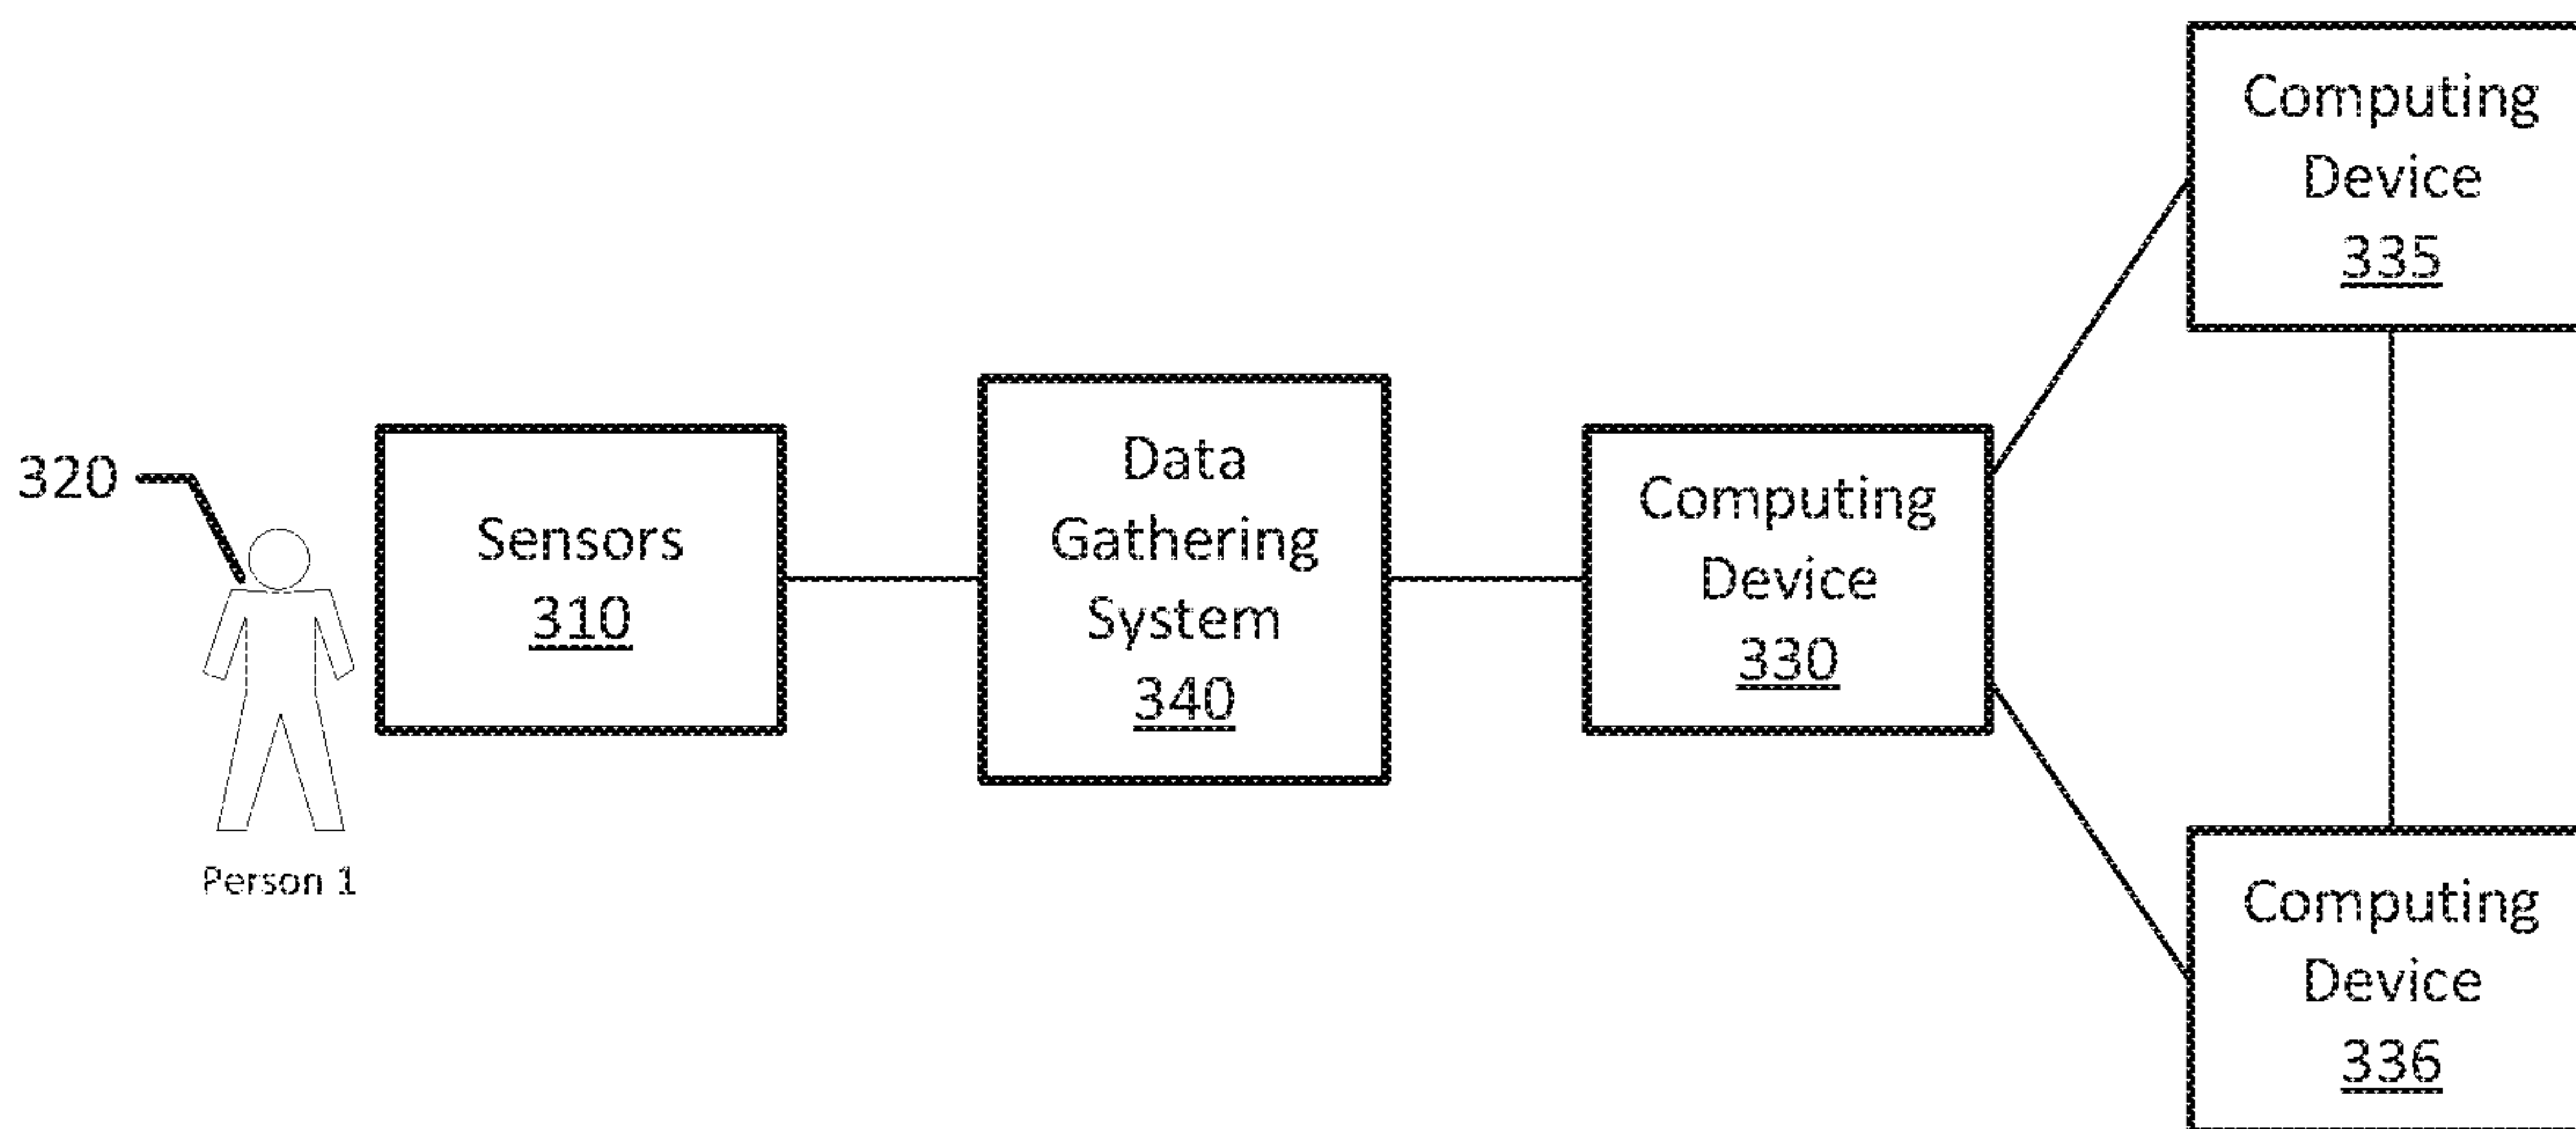 320
Person 1
Sensors
310
Data
Gathering
System
340
Computing
Device
330
Computing
Device
335
Computing
Device
336